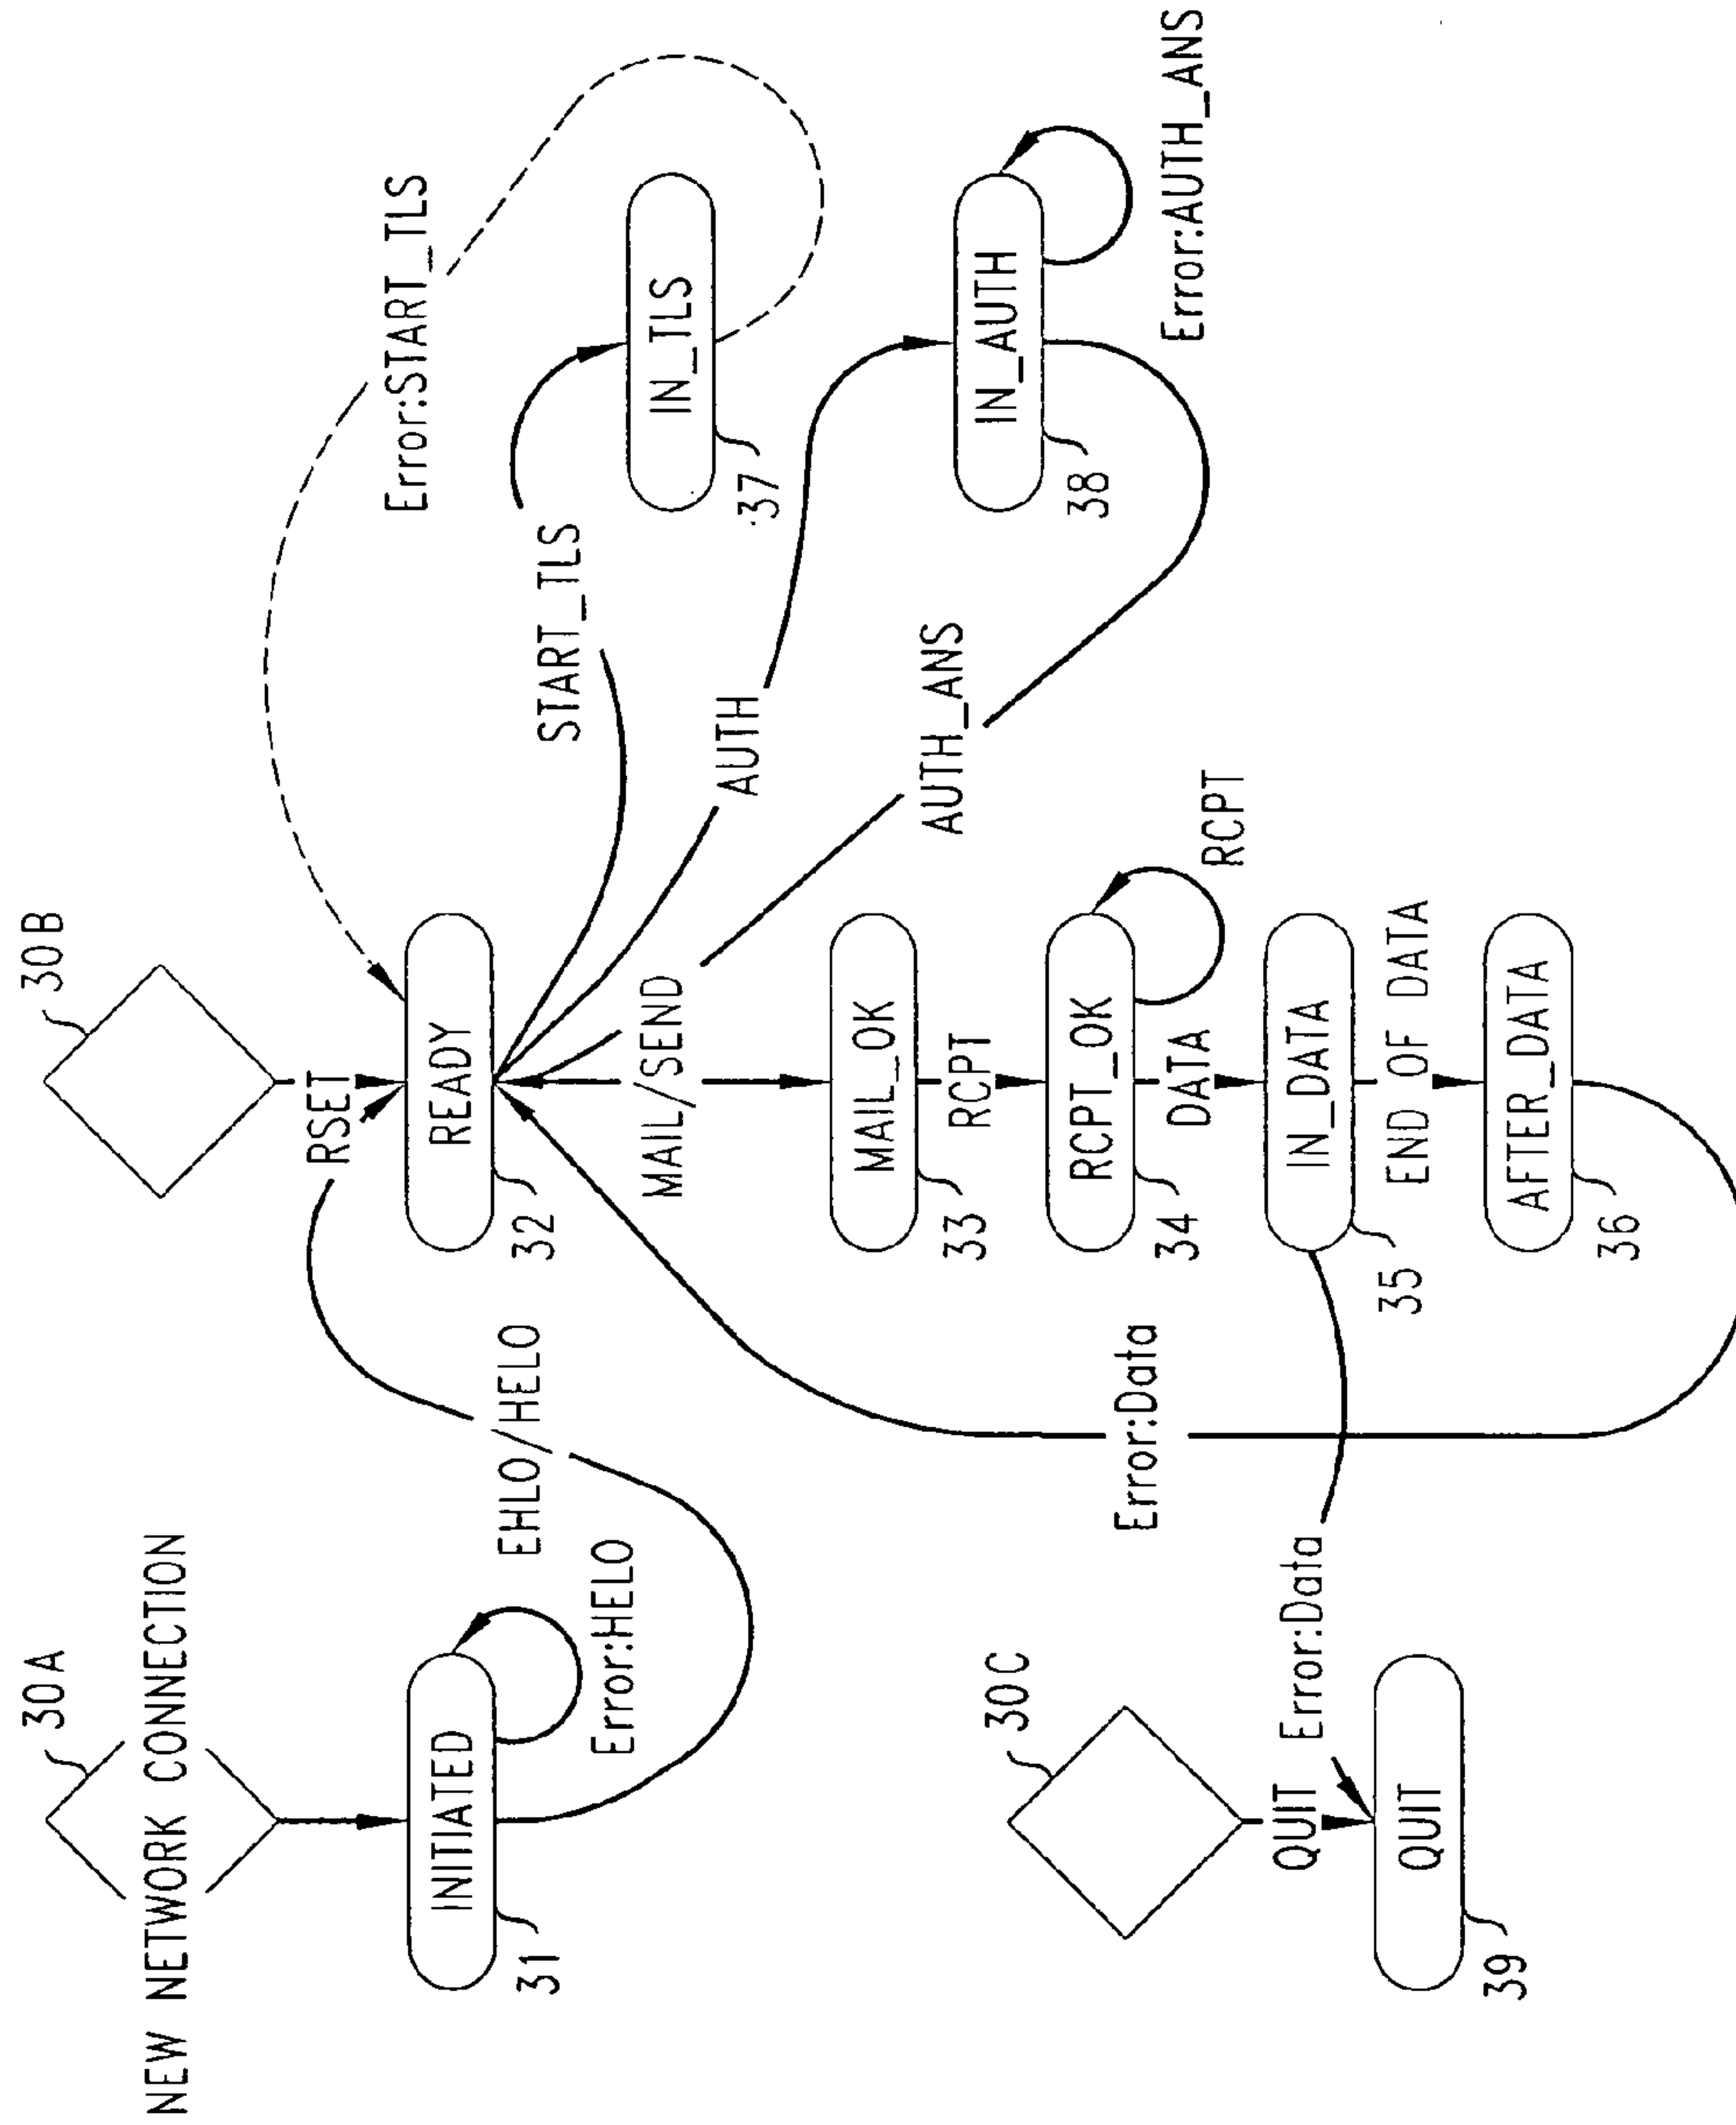 30A
NEW NETWORK CONNECTION
INITIATED
31
Error:HELO
EHLO/HELO
30B
RSET
READY
32
Error:START_TLS
START_TLS
IN_TLS
37
AUTH
IN_AUTH
38
Error:AUTH_ANS
AUTH_ANS
MAIL/SEND
MAIL_OK
33
RCPT
RCPT_OK
34
RCPT
DATA
IN_DATA
35
END OF DATA
AFTER_DATA
36
Error:Data
Error:Data
30C
QUIT
QUIT
39